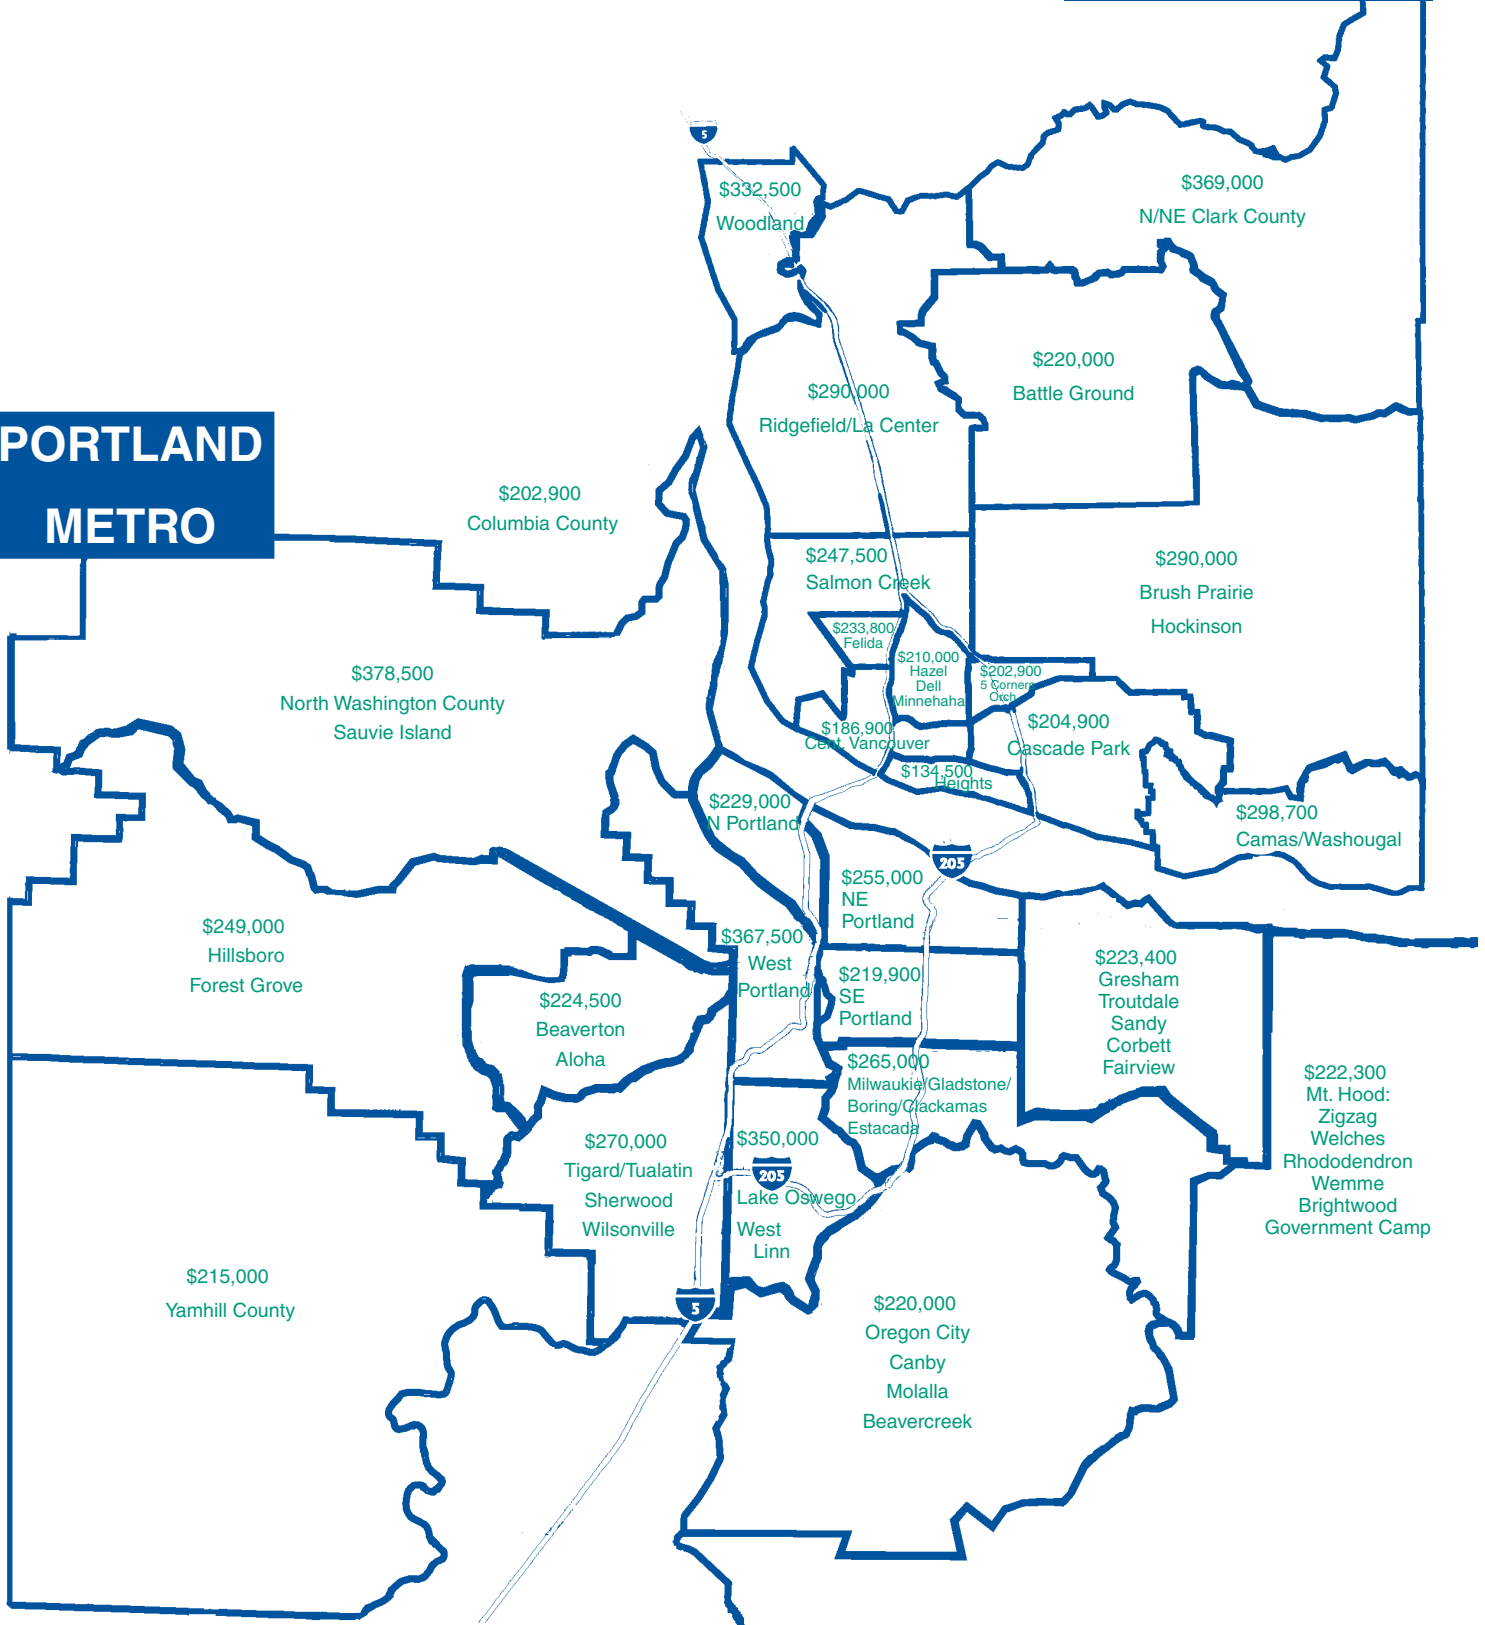 5
$332,500
Woodland
$369,000
N/NE Clark County
$220,000
Battle Ground
$290,000
Ridgefield/La Center
PORTLAND
METRO
$202,900
Columbia County
$247,500
Salmon Creek
$290,000
Brush Prairie
Hockinson
$233,800
Felida
$210,000
Hazel
Dell
Minnehaha
$202,900
5 Corners
Orch
$378,500
North Washington County
Sauvie Island
$186,900
Cent. Vancouver
$204,900
Cascade Park
$134,500
Heights
$229,000
N Portland
$298,700
Camas/Washougal
205
$255,000
NE
Portland
$249,000
Hillsboro
Forest Grove
$367,500
West
Portland
$219,900
SE
Portland
$223,400
Gresham
Troutdale
Sandy
Corbett
Fairview
$224,500
Beaverton
Aloha
$265,000
Milwaukie/Gladstone/
Boring/Clackamas
Estacada
$222,300
Mt. Hood:
Zigzag
Welches
Rhododendron
Wemme
Brightwood
Government Camp
$270,000
Tigard/Tualatin
Sherwood
Wilsonville
$350,000
205
Lake Oswego
West
Linn
$215,000
Yamhill County
5
$220,000
Oregon City
Canby
Molalla
Beavercreek